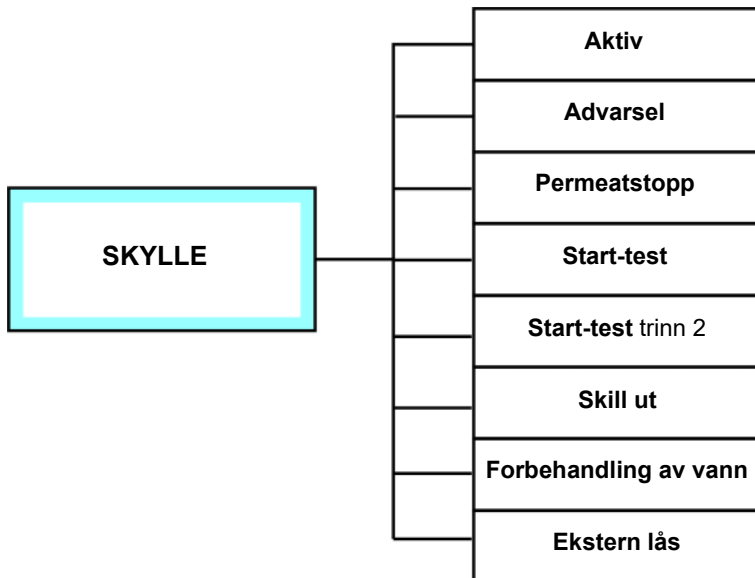 SKYLLE
Aktiv
Advarsel
Permeatstopp
Start-test
Start-test trinn 2
Skill ut
Forbehandling av vann
Ekstern lås